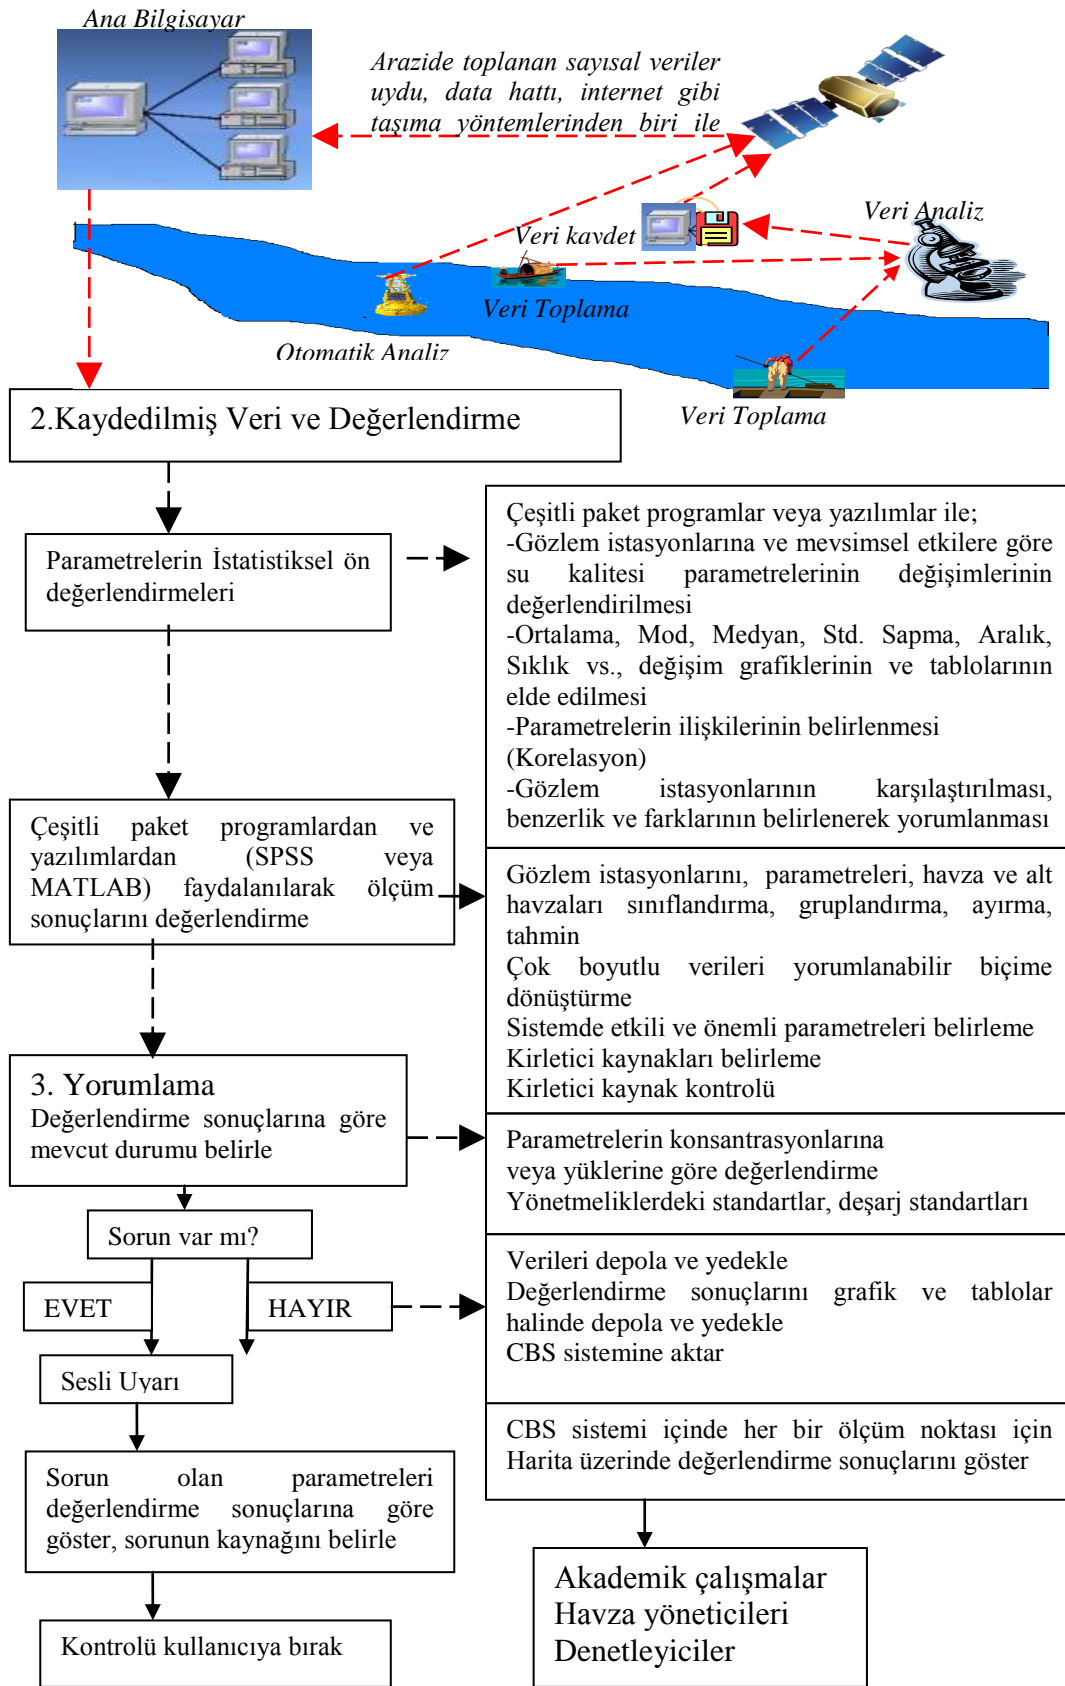 Ana Bilgisayar
Arazide toplanan sayısal veriler
uydu, data hattı, internet gibi
taşıma yöntemlerinden biri ile
Veri Analiz
Veri kaydet
Veri Toplama
Otomatik Analiz
Veri Toplama
2.Kaydedilmiş Veri ve Değerlendirme
Parametrelerin İstatistiksel ön
değerlendirmeleri
Çeşitli paket programlar veya yazılımlar ile;
-Gözlem istasyonlarına ve mevsimsel etkilere göre
su kalitesi parametrelerinin değişimlerinin
değerlendirilmesi
-Ortalama, Mod, Medyan, Std. Sapma, Aralık,
Sıklık vs., değişim grafiklerinin ve tablolarının
elde edilmesi
-Parametrelerin ilişkilerinin belirlenmesi
(Korelasyon)
-Gözlem istasyonlarının karşılaştırılması,
benzerlik ve farklarının belirlenerek yorumlanması
Çeşitli paket programlardan ve
yazılımlardan (SPSS veya
MATLAB) faydalanılarak ölçüm
sonuçlarını değerlendirme
Gözlem istasyonlarını, parametreleri, havza ve alt
havzaları sınıflandırma, gruplandırma, ayırma,
tahmin
Çok boyutlu verileri yorumlanabilir biçime
dönüştürme
Sistemde etkili ve önemli parametreleri belirleme
Kirletici kaynakları belirleme
Kirletici kaynak kontrolü
3. Yorumlama
Değerlendirme sonuçlarına göre
mevcut durumu belirle
Parametrelerin konsantrasyonlarına
veya yüklerine göre değerlendirme
Yönetmeliklerdeki standartlar, deşarj standartları
Sorun var mı?
EVET
HAYIR
Verileri depola ve yedekle
Değerlendirme sonuçlarını grafik ve tablolar
halinde depola ve yedekle
CBS sistemine aktar
Sesli Uyarı
CBS sistemi içinde her bir ölçüm noktası için
Harita üzerinde değerlendirme sonuçlarını göster
Sorun olan parametreleri
değerlendirme sonuçlarına göre
göster, sorunun kaynağını belirle
Akademik çalışmalar
Havza yöneticileri
Denetleyiciler
Kontrolü kullanıcıya bırak